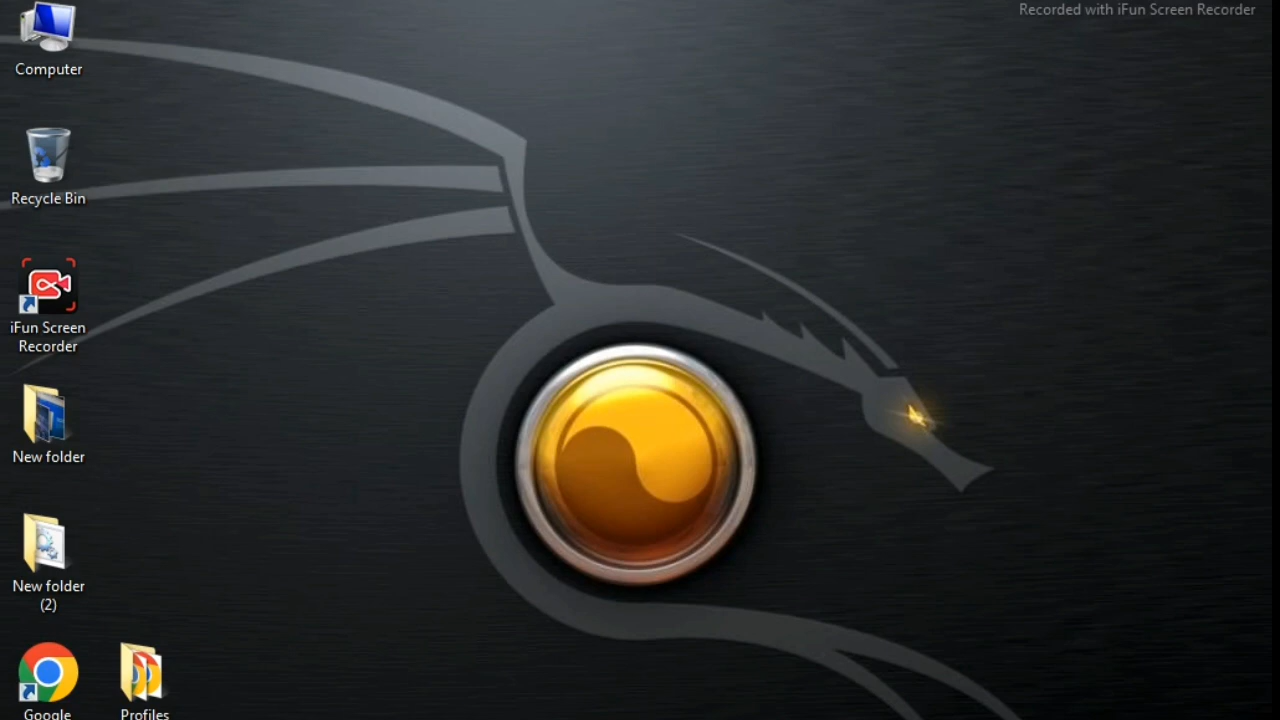 Recorded with iFun Screen Recorder
Computer
Recycle Bin
iFun Screen
Recorder
New folder
New folder
(2)
Google
Profiles